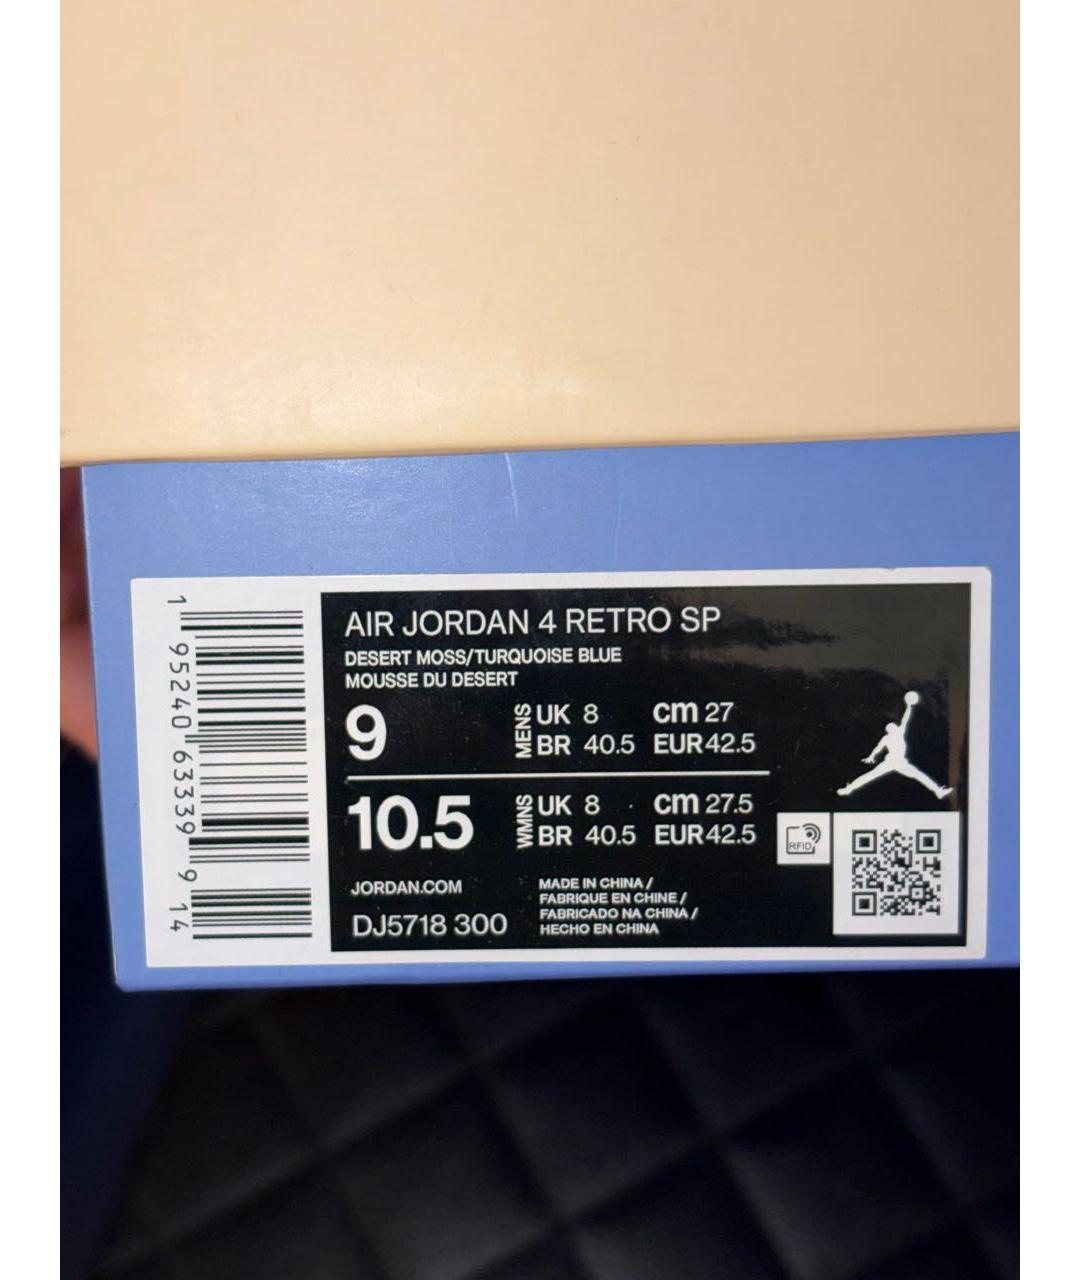 AIR JORDAN 4 RETRO SP
DESERT MOSS/TURQUOISE BLUE
MOUSSE DU DESERT
9 MENS UK 8 cm 27
BR 40.5 EUR 42.5
10.5 WMNS UK 8 cm 27.5
BR 40.5 EUR 42.5
JORDAN.COM
DJ5718 300
MADE IN CHINA /
FABRIQUE EN CHINE /
FABRICADO NA CHINA /
HECHO EN CHINA
RFID
1 95240 63339 9 14